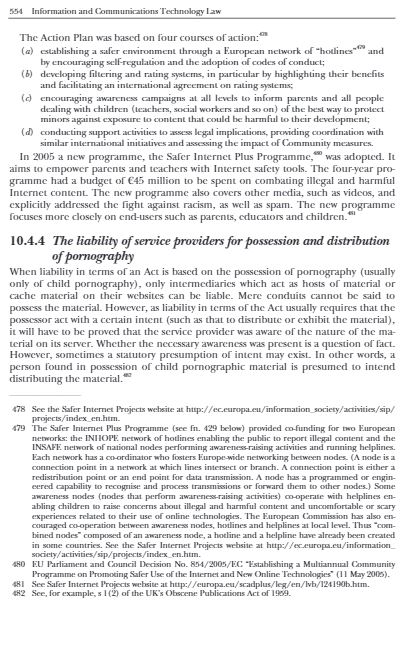 554 Information and Communications Technology Law
The Action Plan was based on four courses of action:478
(a) establishing a safer environment through a European network of “hotlines”479 and
by encouraging self-regulation and the adoption of codes of conduct;
(b) developing filtering and rating systems, in particular by highlighting their benefits
and facilitating an international agreement on rating systems;
(c) encouraging awareness campaigns at all levels to inform parents and all people
dealing with children (teachers, social workers and so on) of the best way to protect
minors against exposure to content that could be harmful to their development;
(d) conducting support activities to assess legal implications, providing coordination with
similar international initiatives and assessing the impact of Community measures.
In 2005 a new programme, the Safer Internet Plus Programme,480 was adopted. It
aims to empower parents and teachers with Internet safety tools. The four-year pro-
gramme had a budget of €45 million to be spent on combating illegal and harmful
Internet content. The new programme also covers other media, such as videos, and
explicitly addressed the fight against racism, as well as spam. The new programme
focuses more closely on end-users such as parents, educators and children.481
10.4.4 The liability of service providers for possession and distribution
of pornography
When liability in terms of an Act is based on the possession of pornography (usually
only of child pornography), only intermediaries which act as hosts of material or
cache material on their websites can be liable. Mere conduits cannot be said to
possess the material. However, as liability in terms of the Act usually requires that the
possessor act with a certain intent (such as that to distribute or exhibit the material),
it will have to be proved that the service provider was aware of the nature of the ma-
terial on its server. Whether the necessary awareness was present is a question of fact.
However, sometimes a statutory presumption of intent may exist. In other words, a
person found in possession of child pornographic material is presumed to intend
distributing the material.482
478 See the Safer Internet Projects website at http://ec.europa.eu/information_society/activities/sip/
projects/index_en.htm.
479 The Safer Internet Plus Programme (see fn. 429 below) provided co-funding for two European
networks: the INHOPE network of hotlines enabling the public to report illegal content and the
INSAFE network of national nodes performing awareness-raising activities and running helplines.
Each network has a co-ordinator who fosters Europe-wide networking between nodes. (A node is a
connection point in a network at which lines intersect or branch. A connection point is either a
redistribution point or an end point for data transmission. A node has a programmed or engin-
eered capability to recognise and process transmissions or forward them to other nodes.) Some
awareness nodes (nodes that perform awareness-raising activities) co-operate with helplines en-
abling children to raise concerns about illegal and harmful content and uncomfortable or scary
experiences related to their use of online technologies. The European Commission has also en-
couraged co-operation between awareness nodes, hotlines and helplines at local level. Thus “com-
bined nodes” composed of an awareness node, a hotline and a helpline have already been created
in some countries. See the Safer Internet Projects website at http://ec.europa.eu/information_
society/activities/sip/projects/index_en.htm.
480 EU Parliament and Council Decision No. 854/2005/EC “Establishing a Multiannual Community
Programme on Promoting Safer Use of the Internet and New Online Technologies” (11 May 2005).
481 See Safer Internet Projects website at http://europa.eu/scadplus/leg/en/lvb/l24190b.htm.
482 See, for example, s 1(2) of the UK’s Obscene Publications Act of 1959.